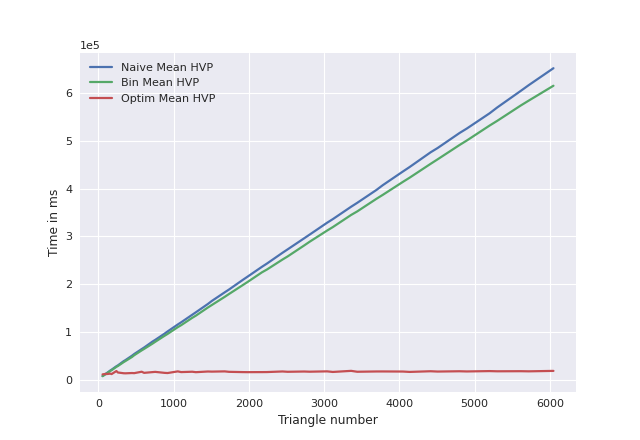 1e5
Naive Mean HVP
Bin Mean HVP
Optim Mean HVP
6
5
4
3
2
1
0
Time in ms
0 1000 2000 3000 4000 5000 6000
Triangle number